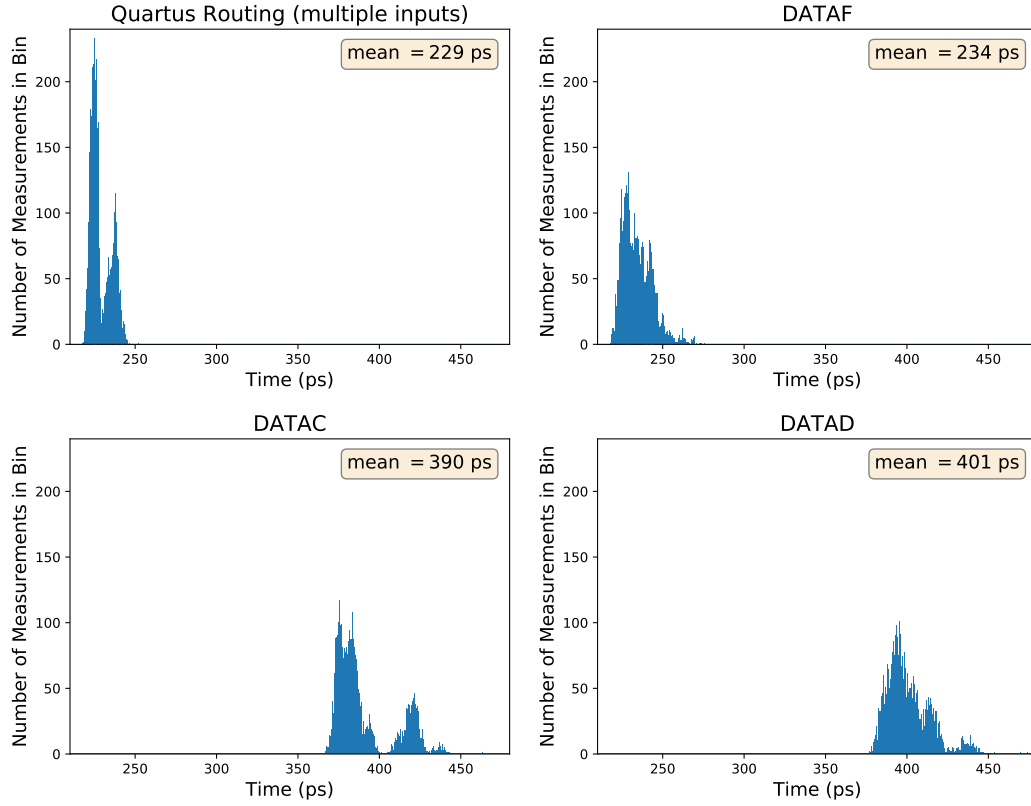 Quartus Routing (multiple inputs)
mean = 229 ps
Number of Measurements in Bin
200
150
100
50
0
250 300 350 400 450
Time (ps)
DATAF
mean = 234 ps
Number of Measurements in Bin
200
150
100
50
0
250 300 350 400 450
Time (ps)
DATAC
mean = 390 ps
Number of Measurements in Bin
200
150
100
50
0
250 300 350 400 450
Time (ps)
DATAD
mean = 401 ps
Number of Measurements in Bin
200
150
100
50
0
250 300 350 400 450
Time (ps)